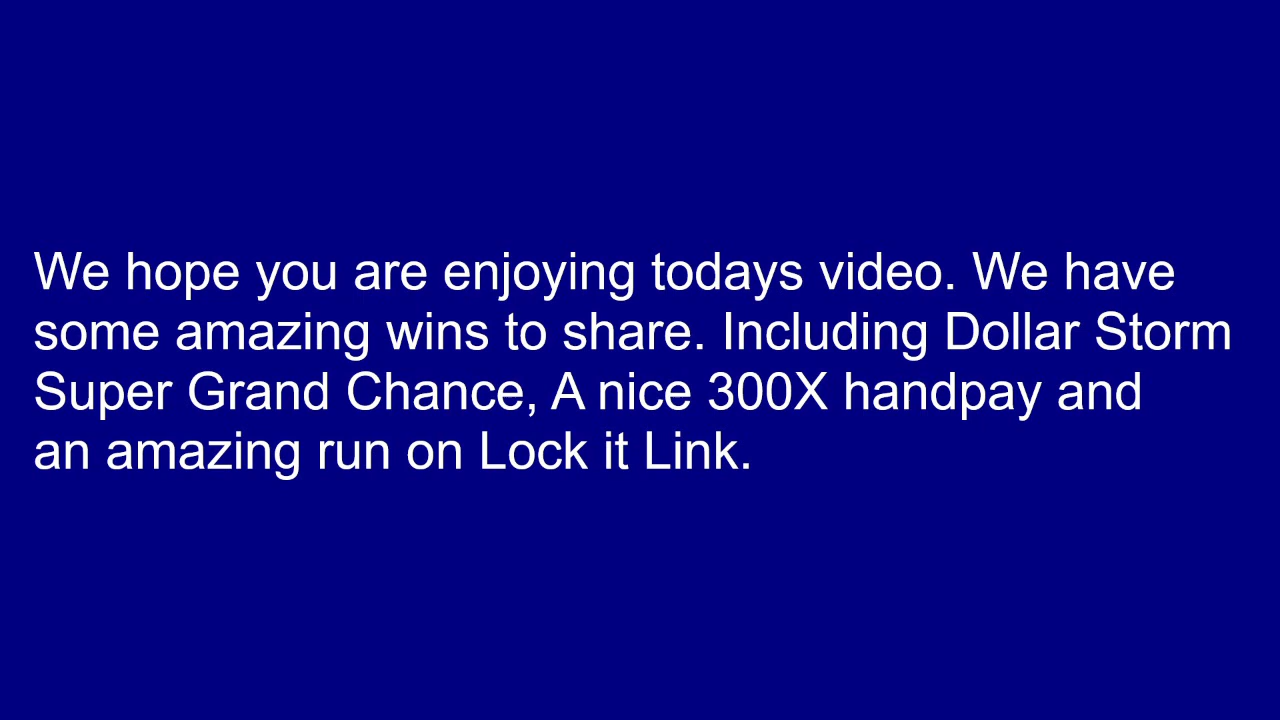 We hope you are enjoying todays video. We have
some amazing wins to share. Including Dollar Storm
Super Grand Chance, A nice 300X handpay and
an amazing run on Lock it Link.